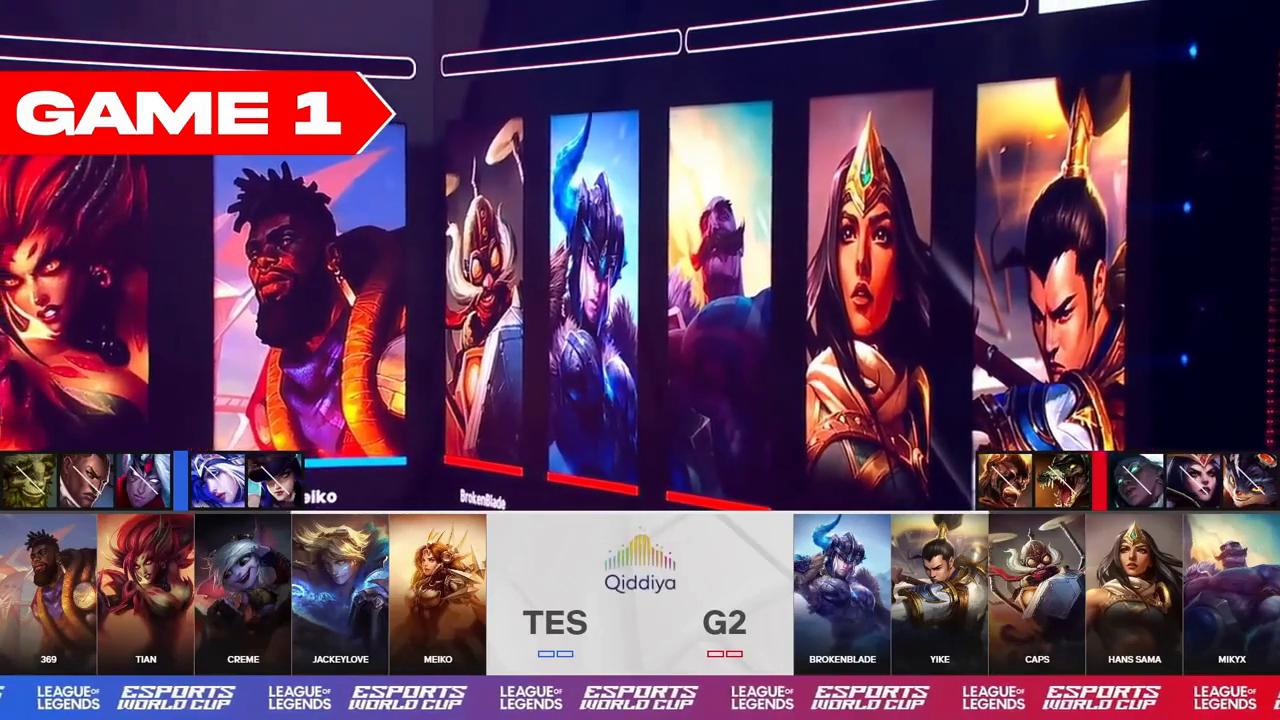 GAME 1
eiko
BrokenBlade
Qiddiya
TES
G2
369
TIAN
CREME
JACKEYLOVE
MEIKO
BROKENBLADE
YIKE
CAPS
HANS SAMA
MIKYX
LEAGUE OF LEGENDS ESPORTS WORLD CUP LEAGUE OF LEGENDS ESPORTS WORLD CUP LEAGUE OF LEGENDS ESPORTS WORLD CUP LEAGUE OF LEGENDS ESPORTS WORLD CUP LEAGUE OF LEGENDS ESPORTS WORLD CUP LEAGUE OF LEGENDS